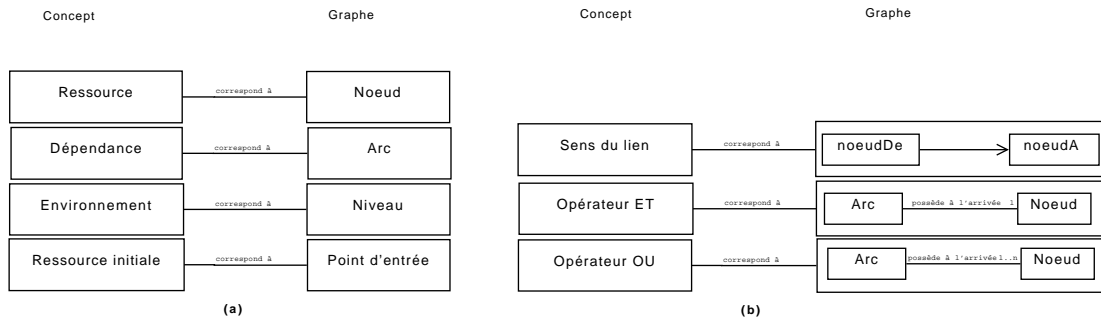 Concept Graphe
Ressource correspond à Noeud
Dépendance correspond à Arc
Environnement correspond à Niveau
Ressource initiale correspond à Point d'entrée
(a)
Concept Graphe
Sens du lien correspond à noeudDe noeudA
Opérateur ET correspond à Arc possède à l'arrivée 1 Noeud
Opérateur OU correspond à Arc possède à l'arrivée 1..n Noeud
(b)